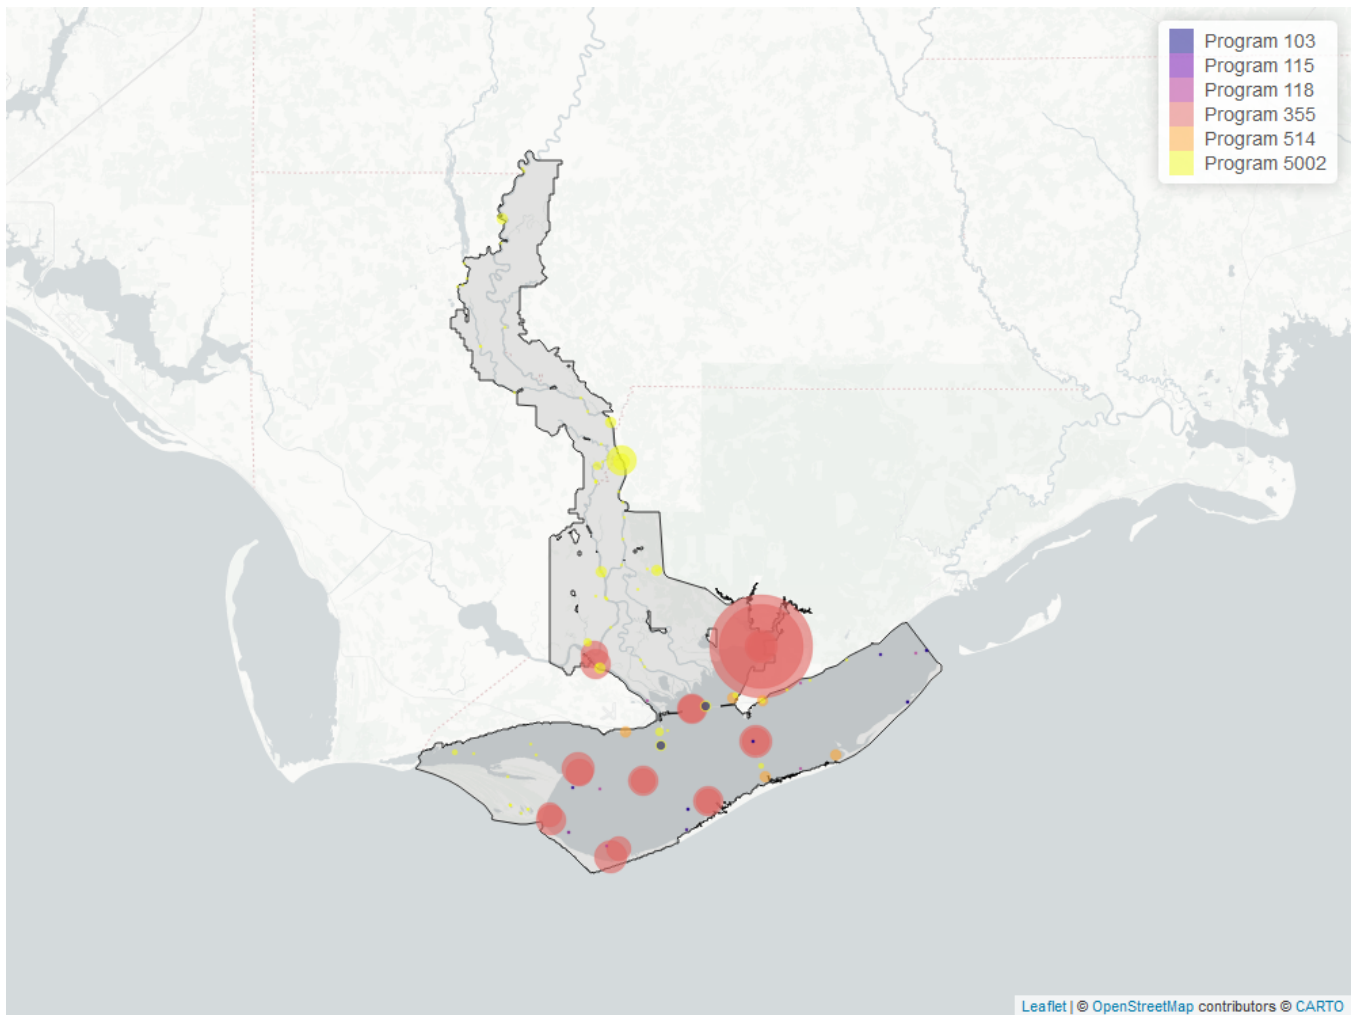 Program 103
Program 115
Program 118
Program 355
Program 514
Program 5002
Leaflet | © OpenStreetMap contributors © CARTO